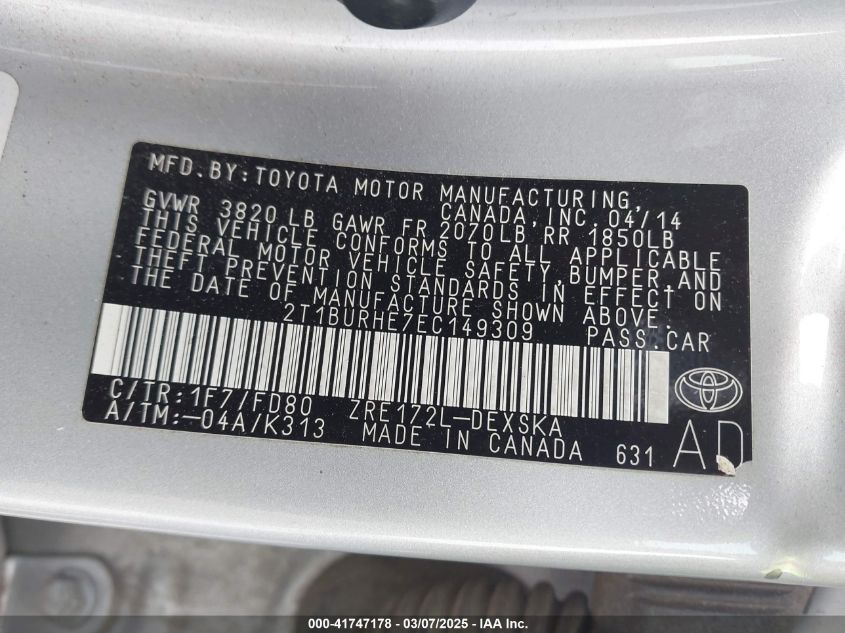 MFD. BY: TOYOTA MOTOR MANUFACTURING,
CANADA, INC. 04/14
GVWR 3820 LB GAWR FR 2070LB, RR 1850LB
THIS VEHICLE CONFORMS TO ALL APPLICABLE
FEDERAL MOTOR VEHICLE SAFETY, BUMPER, AND
THEFT PREVENTION STANDARDS IN EFFECT ON
THE DATE OF MANUFACTURE SHOWN ABOVE.
2T1BURHE7EC149309 PASS. CAR
C/TR: 1F7/FD80 ZRE172L-DEXSKA
A/TM: -04A/K313 MADE IN CANADA 631 AD
000-41747178 | 03/07/2025 - IAA, Inc.